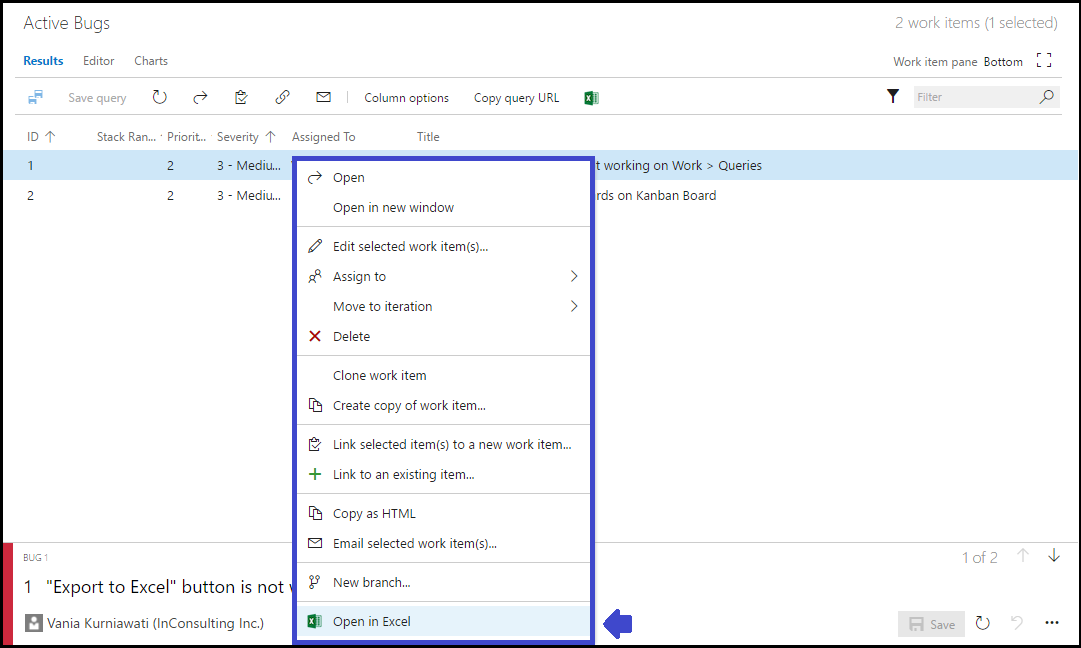 Active Bugs
2 work items (1 selected)
Results Editor Charts
Work item pane Bottom
Save query
Column options Copy query URL
Filter
ID Stack Ran... Priorit... Severity Assigned To Title
1 2 3 - Mediu... t working on Work > Queries
2 2 3 - Mediu... rds on Kanban Board
Open
Open in new window
Edit selected work item(s)...
Assign to
Move to iteration
Delete
Clone work item
Create copy of work item...
Link selected item(s) to a new work item...
Link to an existing item...
Copy as HTML
Email selected work item(s)...
New branch...
Open in Excel
BUG 1
1 of 2
1 "Export to Excel" button is not
Vania Kurniawati (InConsulting Inc.)
Save